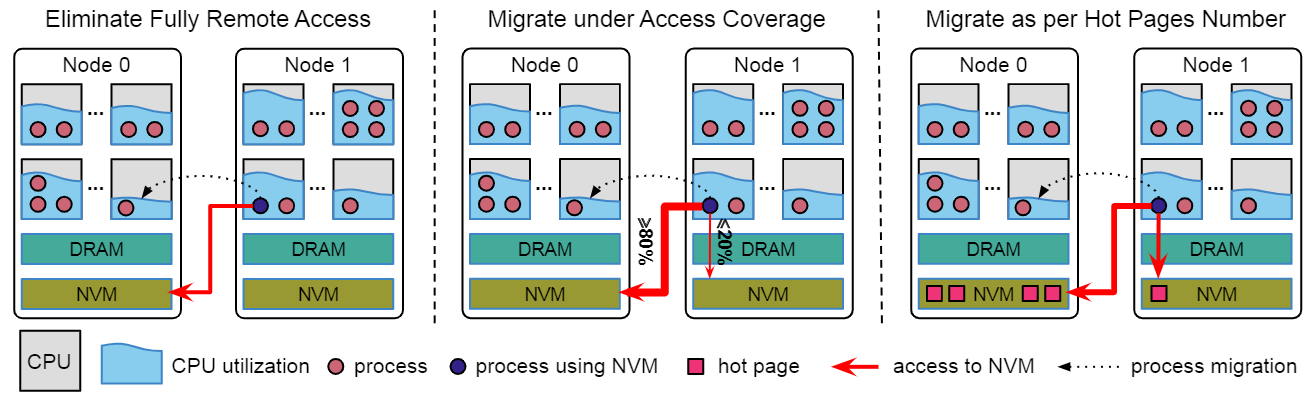 Eliminate Fully Remote Access
Migrate under Access Coverage
Migrate as per Hot Pages Number
Node 0
Node 1
Node 0
Node 1
Node 0
Node 1
...
...
...
...
...
...
...
...
...
...
...
...
≥80%
≤20%
DRAM
DRAM
DRAM
DRAM
DRAM
DRAM
NVM
NVM
NVM
NVM
NVM
NVM
CPU
CPU utilization
process
process using NVM
hot page
access to NVM
process migration